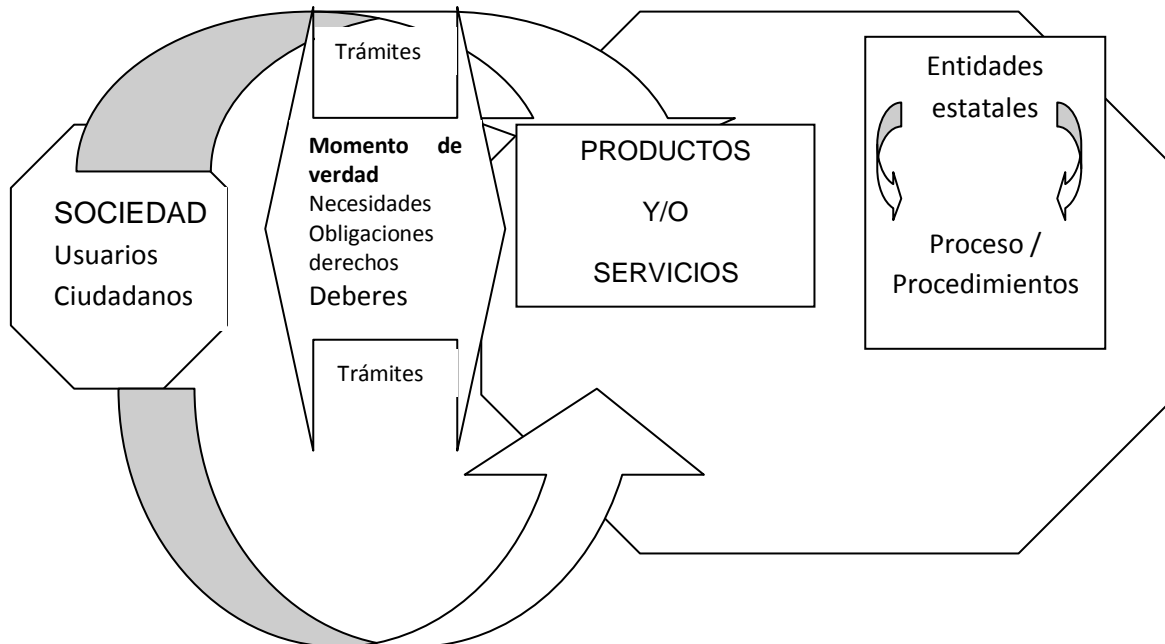 Trámites
Momento de
verdad
Necesidades
Obligaciones
derechos
Deberes
Trámites
SOCIEDAD
Usuarios
Ciudadanos
PRODUCTOS
Y/O
SERVICIOS
Entidades
estatales
Proceso /
Procedimientos